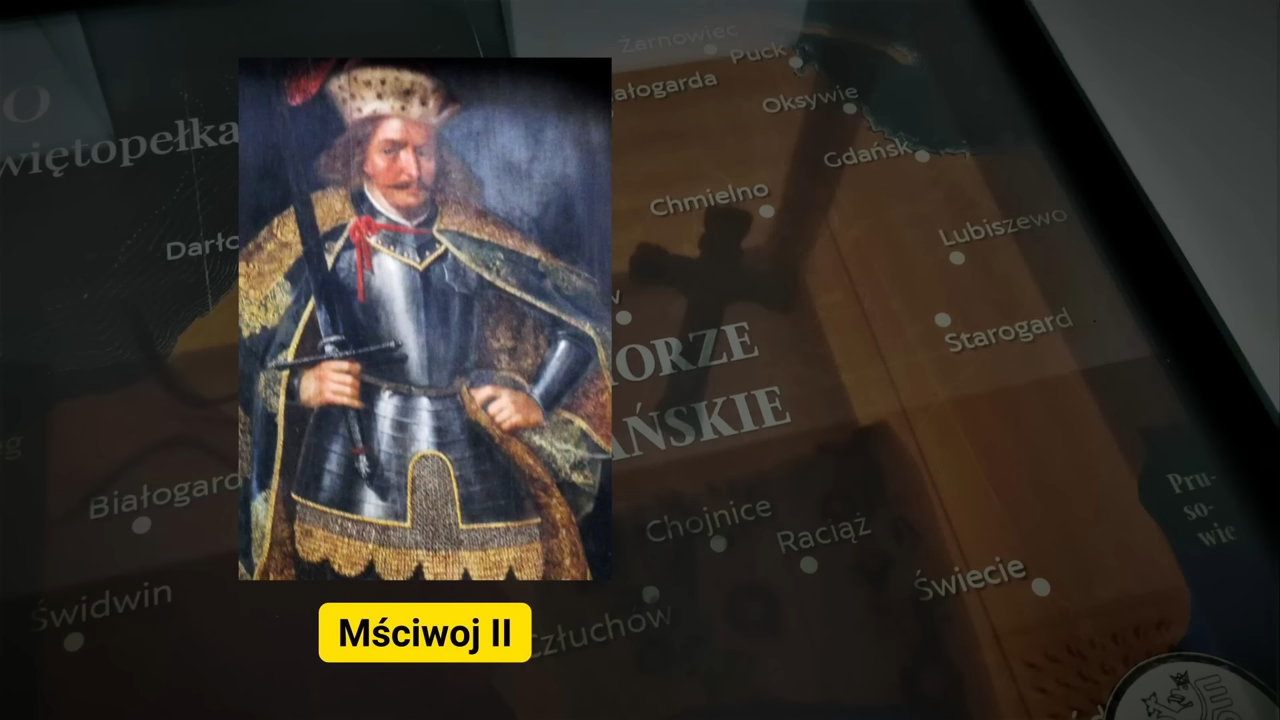 Żarnowiec
Puck
ałogarda
Oksywie
Gdańsk
Chmielno
Lubiszewo
Starogard
O
więtopełka
Darło
ORZE
AŃSKIE
Białogard
Chojnice
Raciąż
Pru-
so-
wie
Świecie
Świdwin
Człuchów
Mściwoj II